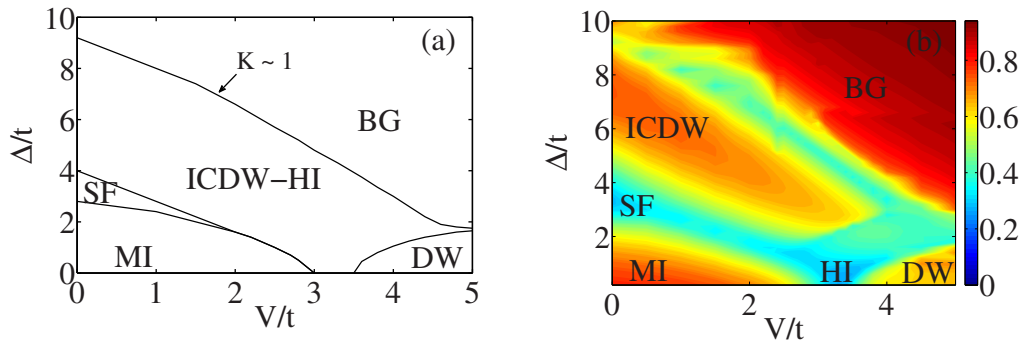 (a)
K ~ 1
BG
ICDW–HI
SF
MI
DW
Δ/t
10
8
6
4
2
0
0 1 2 3 4 5
V/t
(b)
BG
ICDW
SF
MI
HI
DW
Δ/t
10
8
6
4
2
0 2 4
V/t
0.8
0.6
0.4
0.2
0